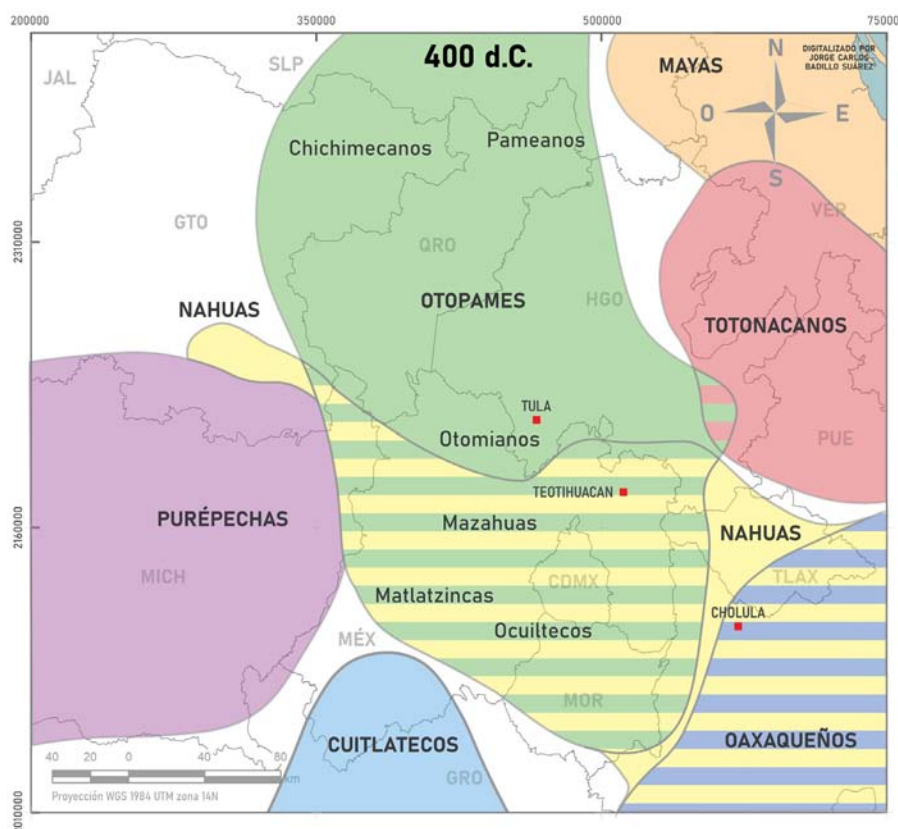 200000
350000
500000
75000
400 d.C.
DIGITALIZADO POR
JORGE CARLOS-
BADILLO SUÁREZ
JAL
SLP
MAYAS
N
O
E
S
Chichimecanos
Pameanos
VER
GTO
QRO
2310000
HGO
NAHUAS
OTOPAMES
TOTONACANOS
TULA
Otomianos
PUE
TEOTIHUACAN
PURÉPECHAS
Mazahuas
NAHUAS
2160000
MICH
CDMX
TLAX
Matlatzincas
CHOLULA
Ocuiltecos
MÉX
MOR
CUITLATECOS
OAXAQUEÑOS
40 20 0 40 80
km
GRO
Proyección WGS 1984 UTM zona 14N
2010000